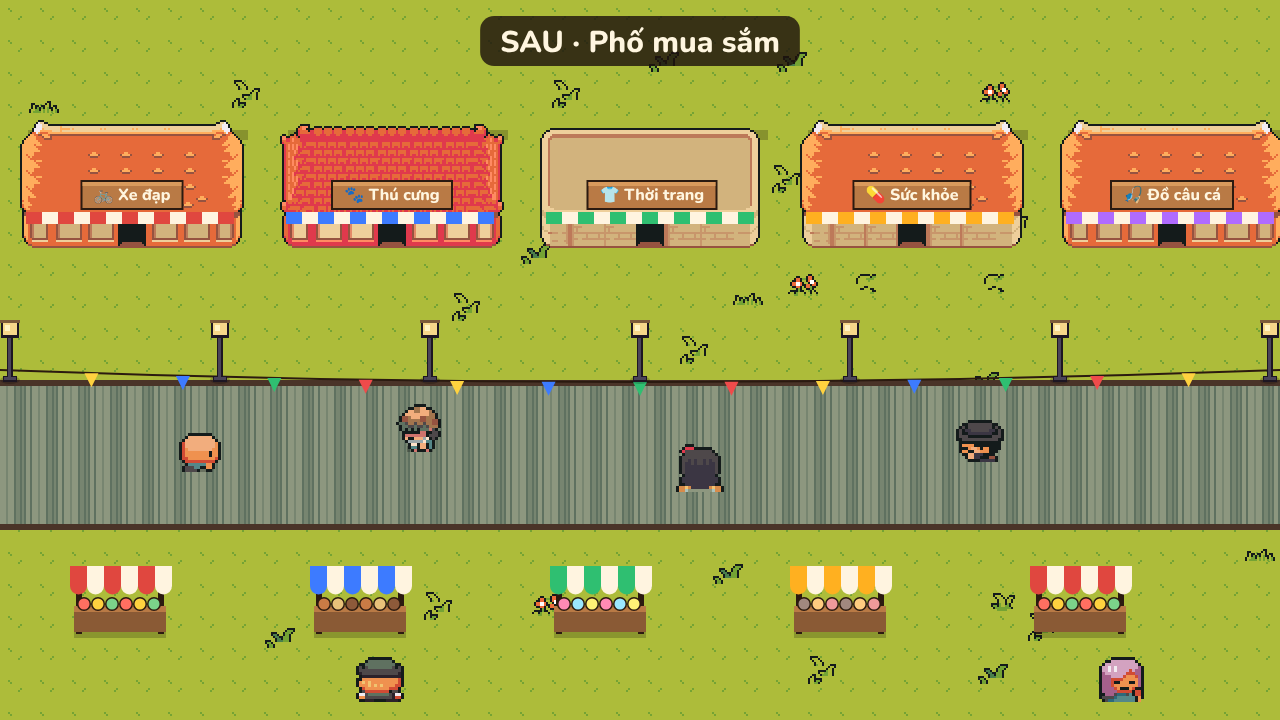 SAU · Phố mua sắm
Xe đạp
Thú cưng
Thời trang
Sức khỏe
Đồ câu cá